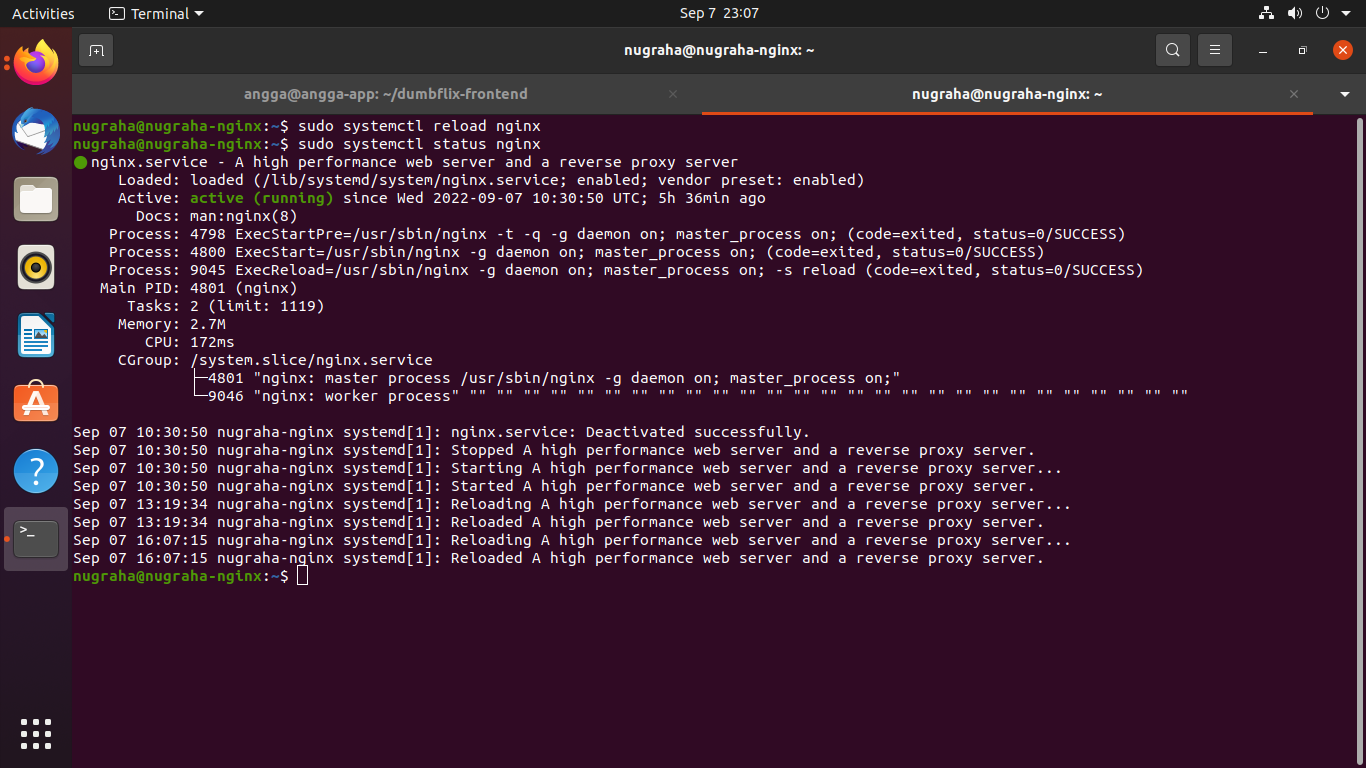 Activities Terminal Sep 7 23:07
nugraha@nugraha-nginx: ~
angga@angga-app: ~/dumbflix-frontend nugraha@nugraha-nginx: ~
nugraha@nugraha-nginx:~$ sudo systemctl reload nginx
nugraha@nugraha-nginx:~$ sudo systemctl status nginx
● nginx.service - A high performance web server and a reverse proxy server
Loaded: loaded (/lib/systemd/system/nginx.service; enabled; vendor preset: enabled)
Active: active (running) since Wed 2022-09-07 10:30:50 UTC; 5h 36min ago
Docs: man:nginx(8)
Process: 4798 ExecStartPre=/usr/sbin/nginx -t -q -g daemon on; master_process on; (code=exited, status=0/SUCCESS)
Process: 4800 ExecStart=/usr/sbin/nginx -g daemon on; master_process on; (code=exited, status=0/SUCCESS)
Process: 9045 ExecReload=/usr/sbin/nginx -g daemon on; master_process on; -s reload (code=exited, status=0/SUCCESS)
Main PID: 4801 (nginx)
Tasks: 2 (limit: 1119)
Memory: 2.7M
CPU: 172ms
CGroup: /system.slice/nginx.service
├─4801 "nginx: master process /usr/sbin/nginx -g daemon on; master_process on;"
└─9046 "nginx: worker process" "" "" "" "" "" "" "" "" "" "" "" "" "" "" "" "" "" "" "" "" "" "" "" "" "" "" ""
Sep 07 10:30:50 nugraha-nginx systemd[1]: nginx.service: Deactivated successfully.
Sep 07 10:30:50 nugraha-nginx systemd[1]: Stopped A high performance web server and a reverse proxy server.
Sep 07 10:30:50 nugraha-nginx systemd[1]: Starting A high performance web server and a reverse proxy server...
Sep 07 10:30:50 nugraha-nginx systemd[1]: Started A high performance web server and a reverse proxy server.
Sep 07 13:19:34 nugraha-nginx systemd[1]: Reloading A high performance web server and a reverse proxy server...
Sep 07 13:19:34 nugraha-nginx systemd[1]: Reloaded A high performance web server and a reverse proxy server.
Sep 07 16:07:15 nugraha-nginx systemd[1]: Reloading A high performance web server and a reverse proxy server...
Sep 07 16:07:15 nugraha-nginx systemd[1]: Reloaded A high performance web server and a reverse proxy server.
nugraha@nugraha-nginx:~$